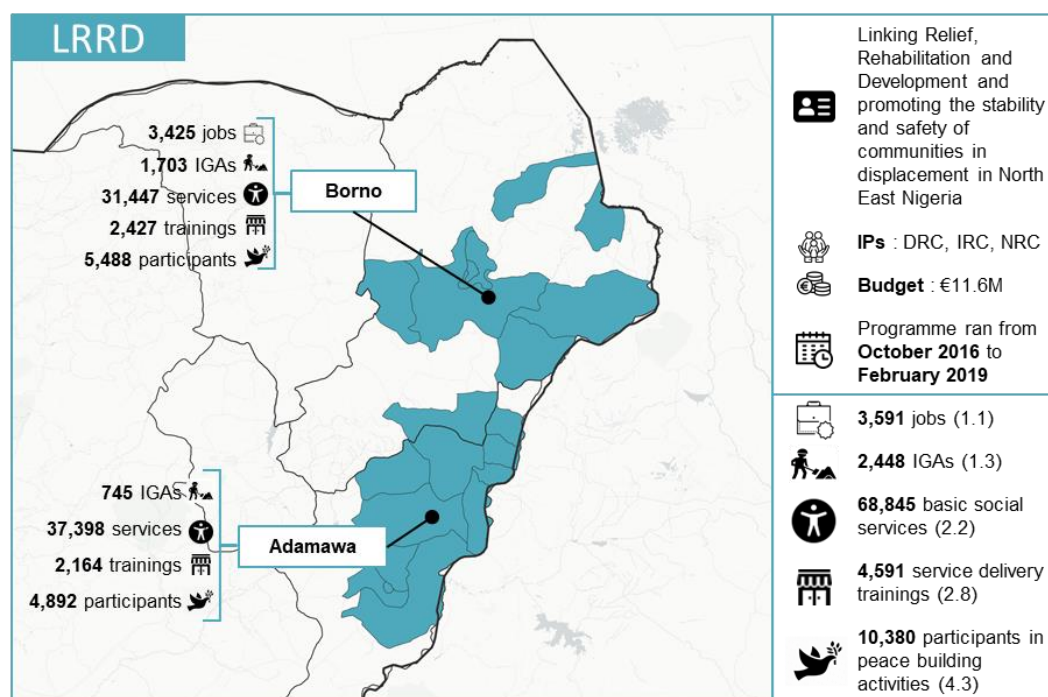 LRRD
3,425 jobs
1,703 IGAs
31,447 services
2,427 trainings
5,488 participants
Borno
745 IGAs
37,398 services
2,164 trainings
4,892 participants
Adamawa
Linking Relief,
Rehabilitation and
Development and
promoting the stability
and safety of
communities in
displacement in North
East Nigeria
IPs : DRC, IRC, NRC
Budget : €11.6M
Programme ran from
October 2016 to
February 2019
3,591 jobs (1.1)
2,448 IGAs (1.3)
68,845 basic social
services (2.2)
4,591 service delivery
trainings (2.8)
10,380 participants in
peace building
activities (4.3)